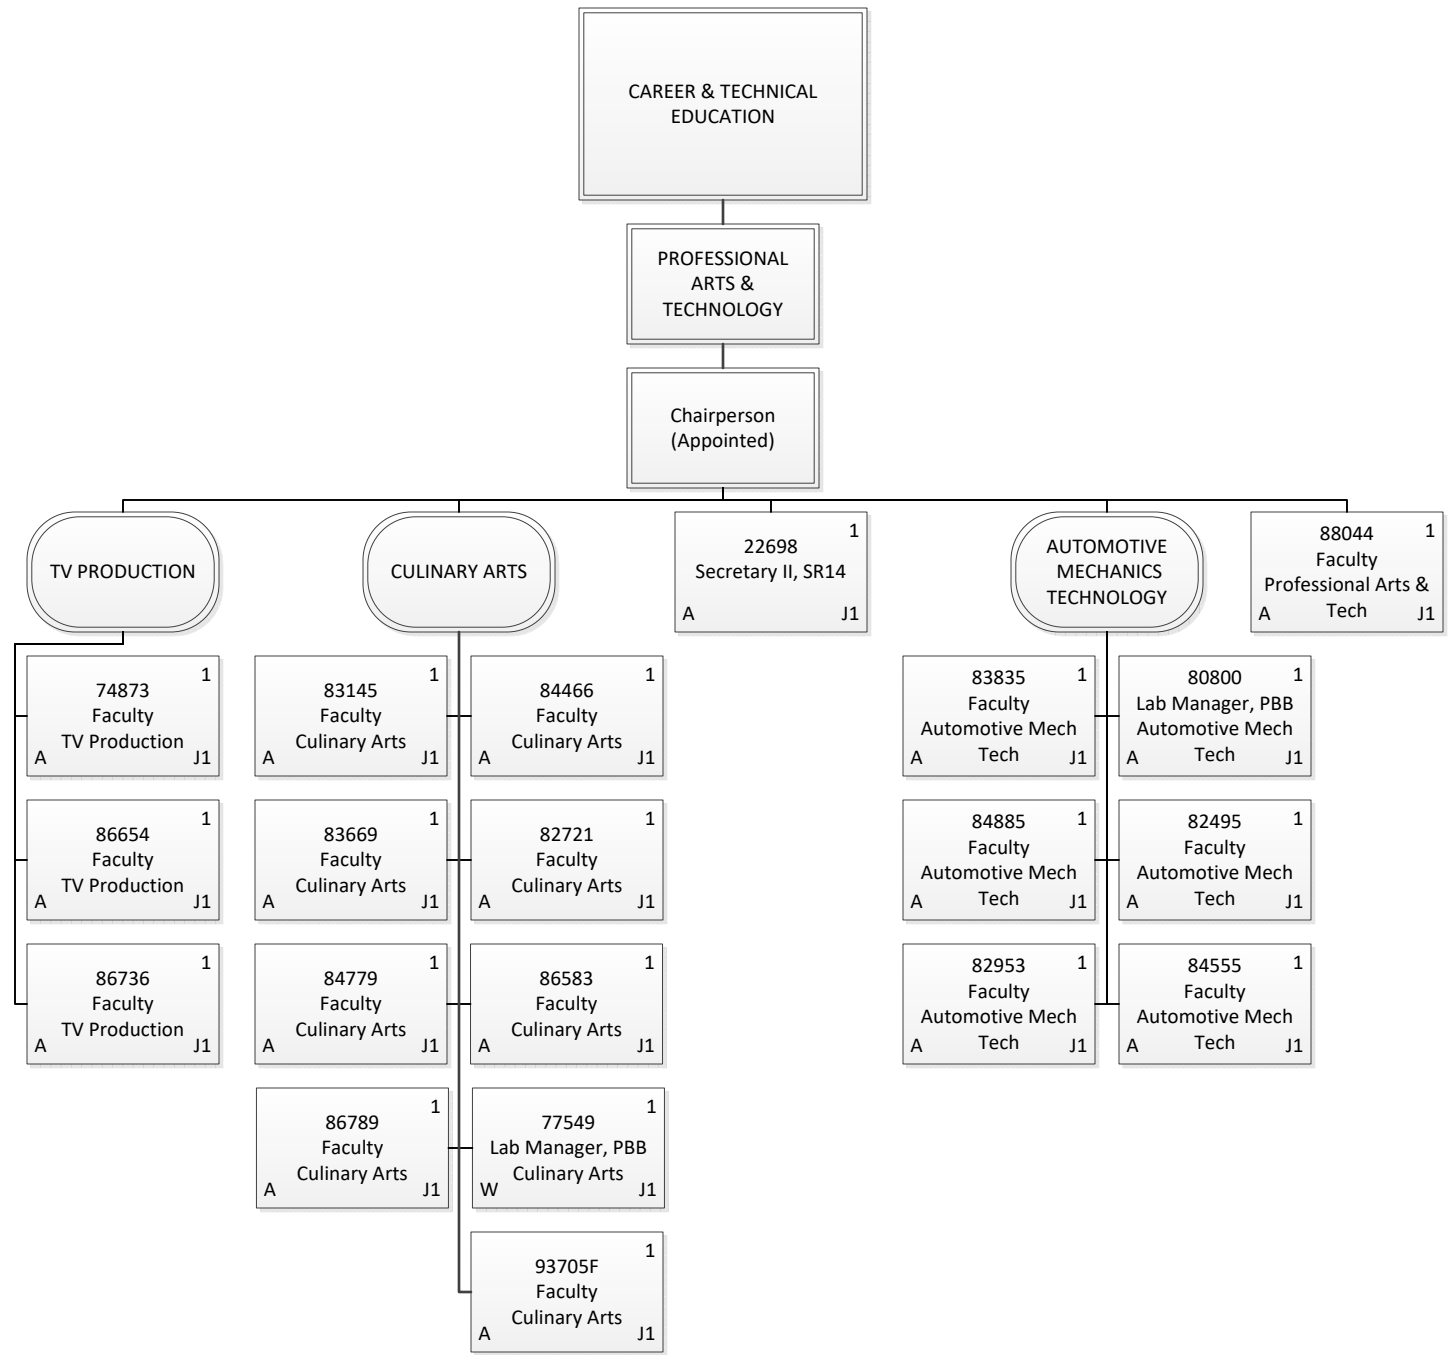 CAREER & TECHNICAL
EDUCATION
PROFESSIONAL
ARTS &
TECHNOLOGY
Chairperson
(Appointed)
TV PRODUCTION
CULINARY ARTS
1
22698
Secretary II, SR14
A J1
AUTOMOTIVE
MECHANICS
TECHNOLOGY
1
88044
Faculty
Professional Arts &
Tech
A J1
1
74873
Faculty
TV Production
A J1
1
86654
Faculty
TV Production
A J1
1
86736
Faculty
TV Production
A J1
1
83145
Faculty
Culinary Arts
A J1
1
84466
Faculty
Culinary Arts
A J1
1
83669
Faculty
Culinary Arts
A J1
1
82721
Faculty
Culinary Arts
A J1
1
84779
Faculty
Culinary Arts
A J1
1
86583
Faculty
Culinary Arts
A J1
1
86789
Faculty
Culinary Arts
A J1
1
77549
Lab Manager, PBB
Culinary Arts
W J1
1
93705F
Faculty
Culinary Arts
A J1
1
83835
Faculty
Automotive Mech
Tech
A J1
1
80800
Lab Manager, PBB
Automotive Mech
Tech
A J1
1
84885
Faculty
Automotive Mech
Tech
A J1
1
82495
Faculty
Automotive Mech
Tech
A J1
1
82953
Faculty
Automotive Mech
Tech
A J1
1
84555
Faculty
Automotive Mech
Tech
A J1